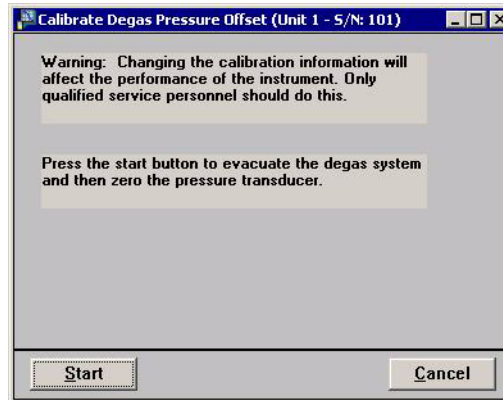 Calibrate Degas Pressure Offset (Unit 1 - S/N: 101)
Warning: Changing the calibration information will
affect the performance of the instrument. Only
qualified service personnel should do this.
Press the start button to evacuate the degas system
and then zero the pressure transducer.
Start
Cancel